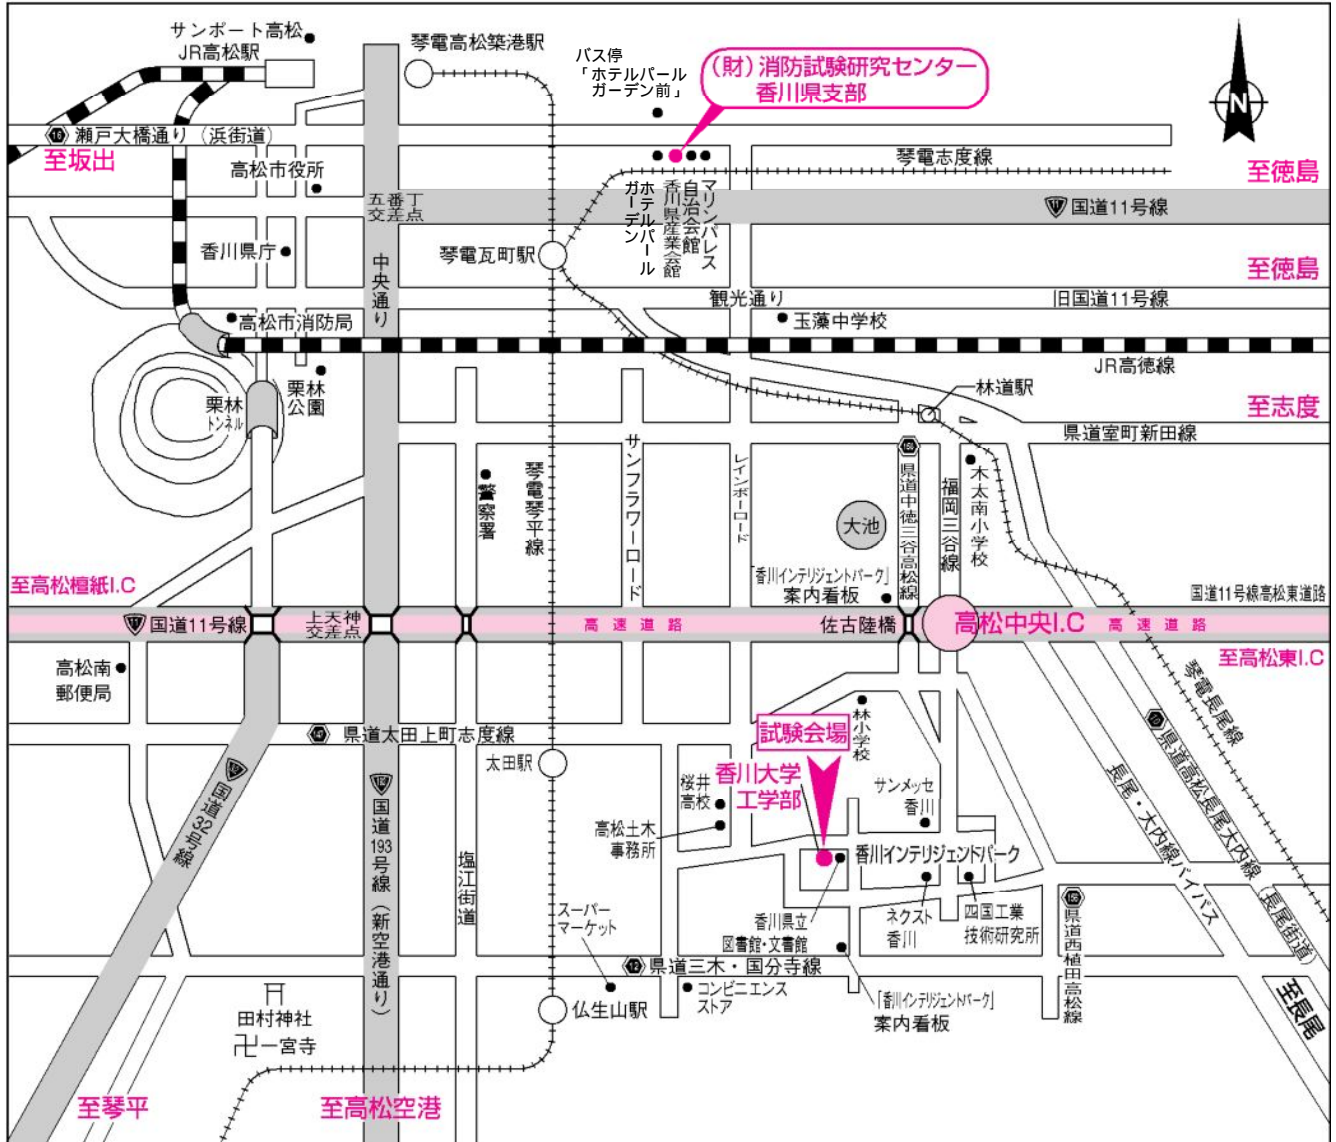 サンポート高松
JR高松駅
琴電高松築港駅
バス停
「ホテルパール
ガーデン前」
(財)消防試験研究センター
香川県支部
N
16
瀬戸大橋通り(浜街道)
至坂出
高松市役所
琴電志度線
至徳島
五番丁
交差点
ホテルパール
ガーデン
香川県産業会館
自治会館
マリンパレス
11
国道11号線
香川県庁
中央通り
琴電瓦町駅
至徳島
観光通り
旧国道11号線
高松市消防局
玉藻中学校
JR高徳線
栗林
トンネル
栗林
公園
林道駅
至志度
県道室町新田線
サンフラワーロード
レインボーロード
警察署
琴電琴平線
県道中徳三谷高松線
福岡三谷線
木太南小学校
大池
至高松檀紙I.C
「香川インテリジェントパーク」
案内看板
国道11号線高松東道路
11
国道11号線
上天神
交差点
高速道路
佐古陸橋
高松中央I.C
高速道路
至高松東I.C
高松南
郵便局
琴電長尾線
林小学校
147
県道太田上町志度線
試験会場
10
県道高松長尾大内線(長尾街道)
太田駅
香川大学
工学部
サンメッセ
香川
長尾・大内線バイパス
桜井
高校
32
国道32号線
193
国道193号線(新空港通り)
高松土木
事務所
塩江街道
香川インテリジェンドパーク
スーパー
マーケット
香川県立
図書館・文書館
ネクスト
香川
四国工業
技術研究所
県道西植田高松線
12
県道三木・国分寺線
田村神社
卍一宮寺
仏生山駅
コンビニエンス
ストア
「香川インテリジェントパーク」
案内看板
至長尾
至琴平
至高松空港